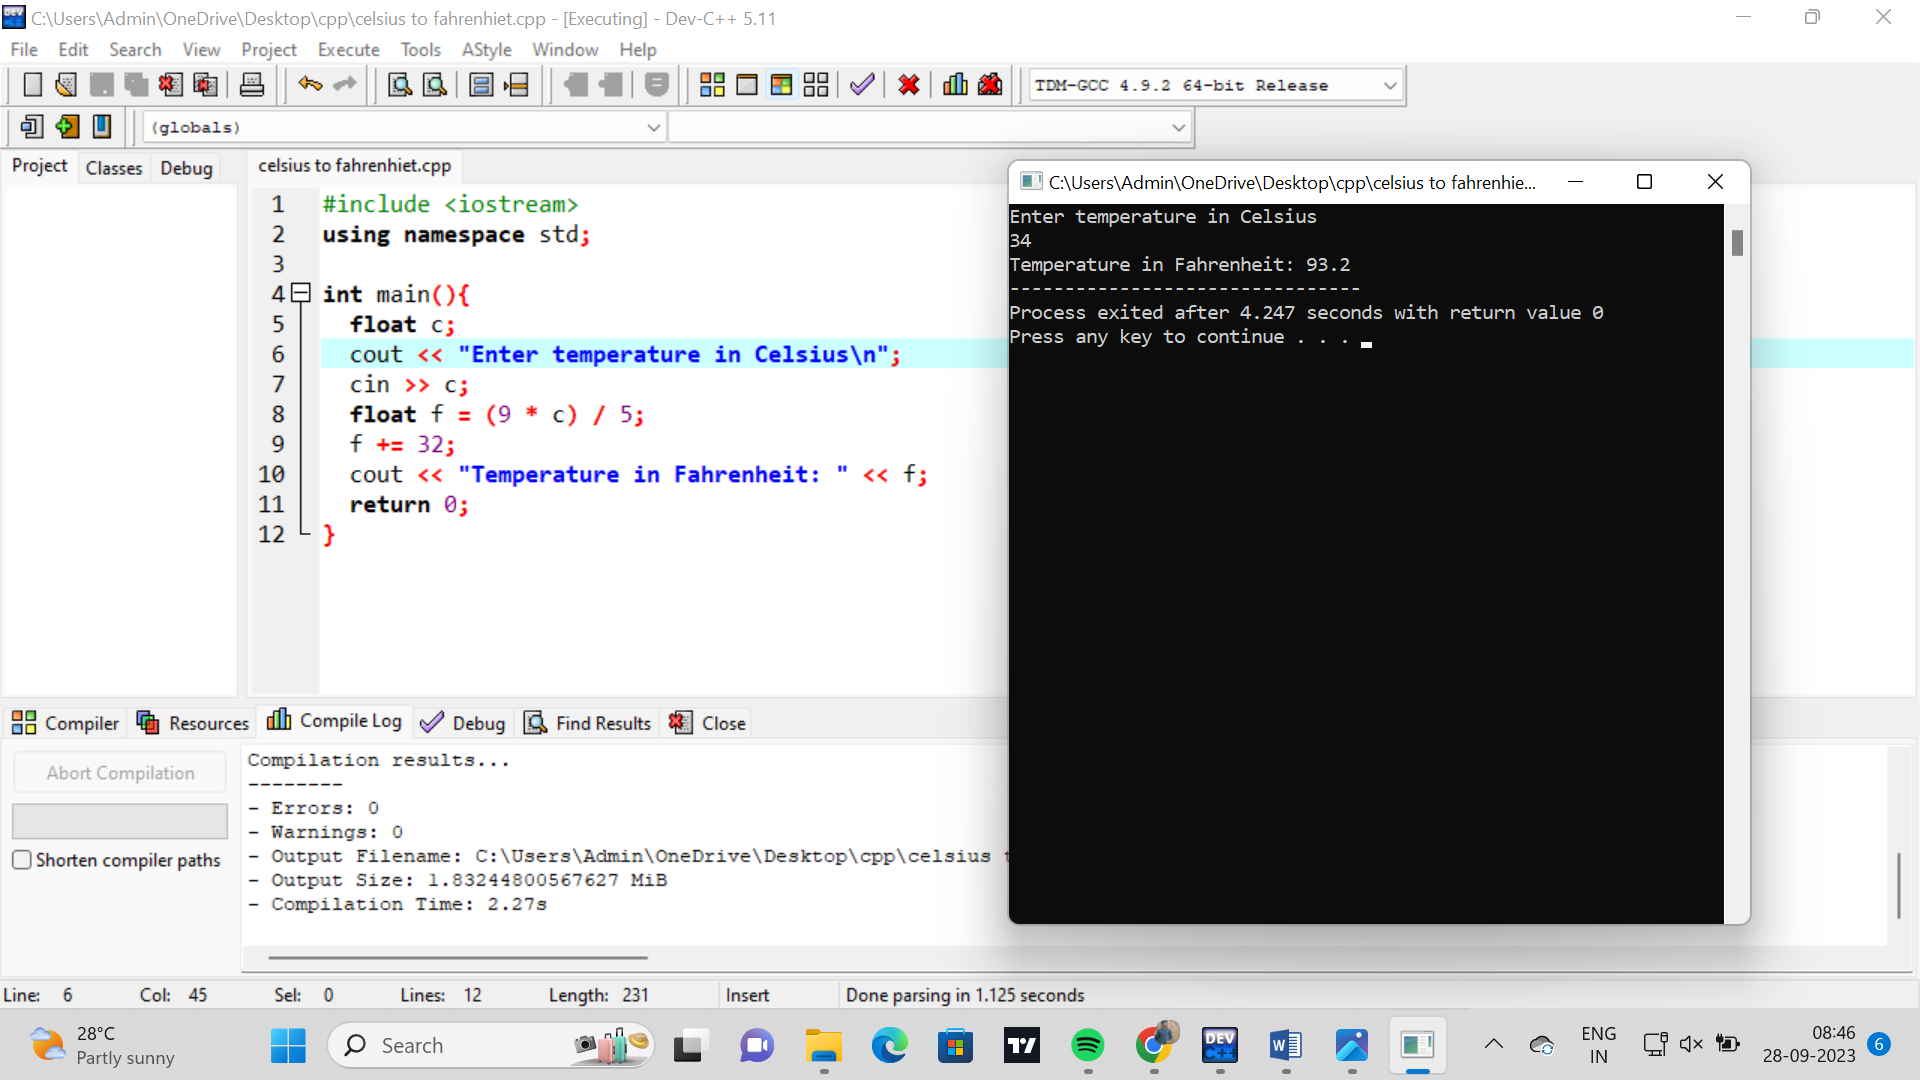 C:\Users\Admin\OneDrive\Desktop\cpp\celsius to fahrenhiet.cpp - [Executing] - Dev-C++ 5.11
File Edit Search View Project Execute Tools AStyle Window Help
TDM-GCC 4.9.2 64-bit Release
(globals)
Project Classes Debug
celsius to fahrenhiet.cpp
1 #include <iostream>
2 using namespace std;
3
4 int main(){
5 float c;
6 cout << "Enter temperature in Celsius\n";
7 cin >> c;
8 float f = (9 * c) / 5;
9 f += 32;
10 cout << "Temperature in Fahrenheit: " << f;
11 return 0;
12 }
C:\Users\Admin\OneDrive\Desktop\cpp\celsius to fahrenhie...
Enter temperature in Celsius
34
Temperature in Fahrenheit: 93.2
--------------------------------
Process exited after 4.247 seconds with return value 0
Press any key to continue . . .
Compiler Resources Compile Log Debug Find Results Close
Abort Compilation
Shorten compiler paths
Compilation results...
--------
- Errors: 0
- Warnings: 0
- Output Filename: C:\Users\Admin\OneDrive\Desktop\cpp\celsius
- Output Size: 1.83244800567627 MiB
- Compilation Time: 2.27s
Line: 6 Col: 45 Sel: 0 Lines: 12 Length: 231 Insert Done parsing in 1.125 seconds
28°C
Partly sunny
Search
DEV
C++
ENG
IN
08:46
28-09-2023
6